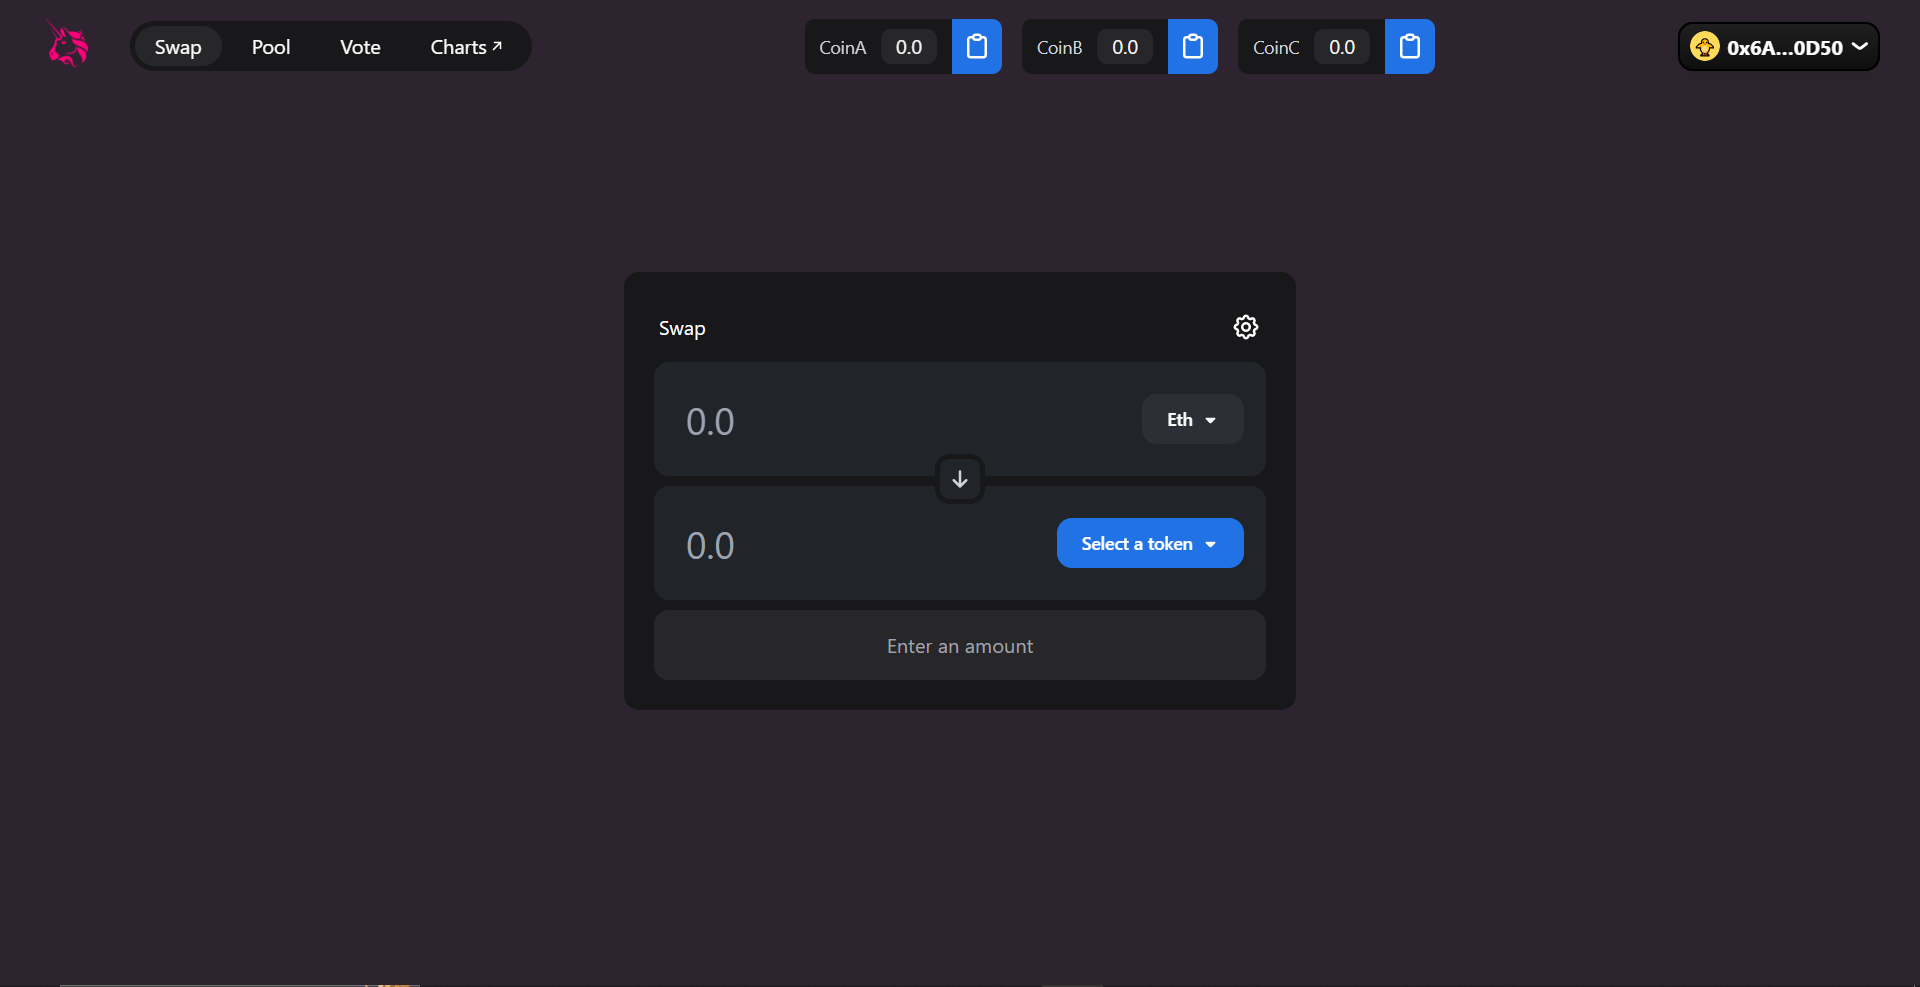 Swap Pool Vote Charts↗ CoinA 0.0 CoinB 0.0 CoinC 0.0 0x6A...0D50
Swap
0.0 Eth
0.0 Select a token
Enter an amount